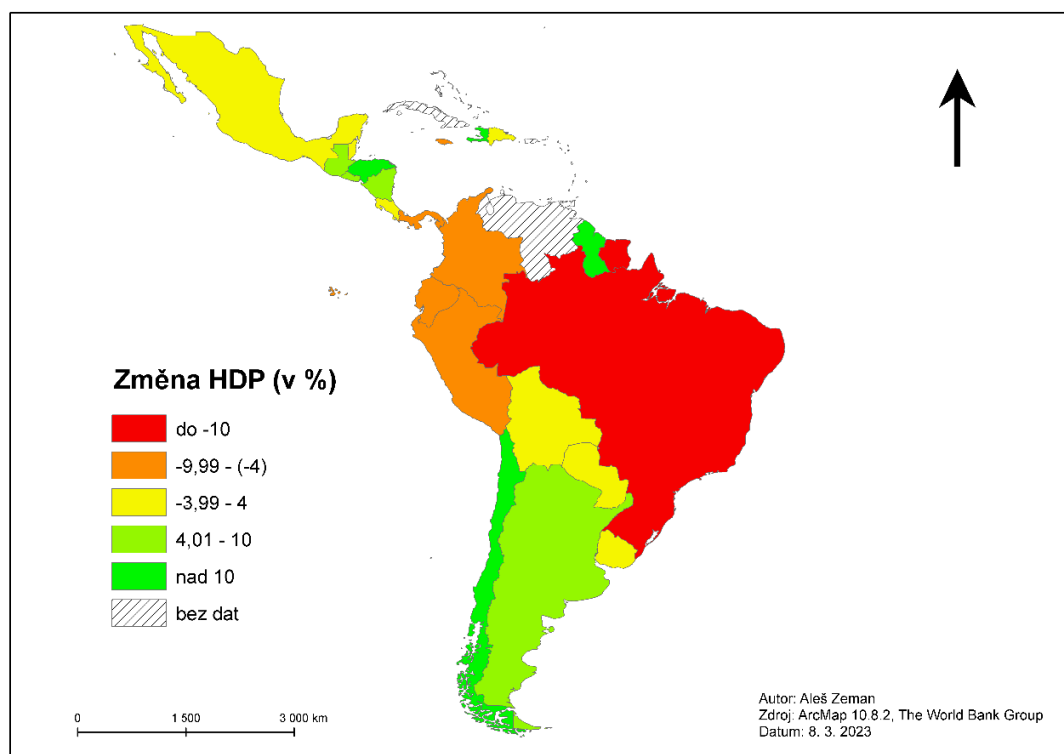 Změna HDP (v %)
do -10
-9,99 - (-4)
-3,99 - 4
4,01 - 10
nad 10
bez dat
0 1 500 3 000 km
Autor: Aleš Zeman
Zdroj: ArcMap 10.8.2, The World Bank Group
Datum: 8. 3. 2023